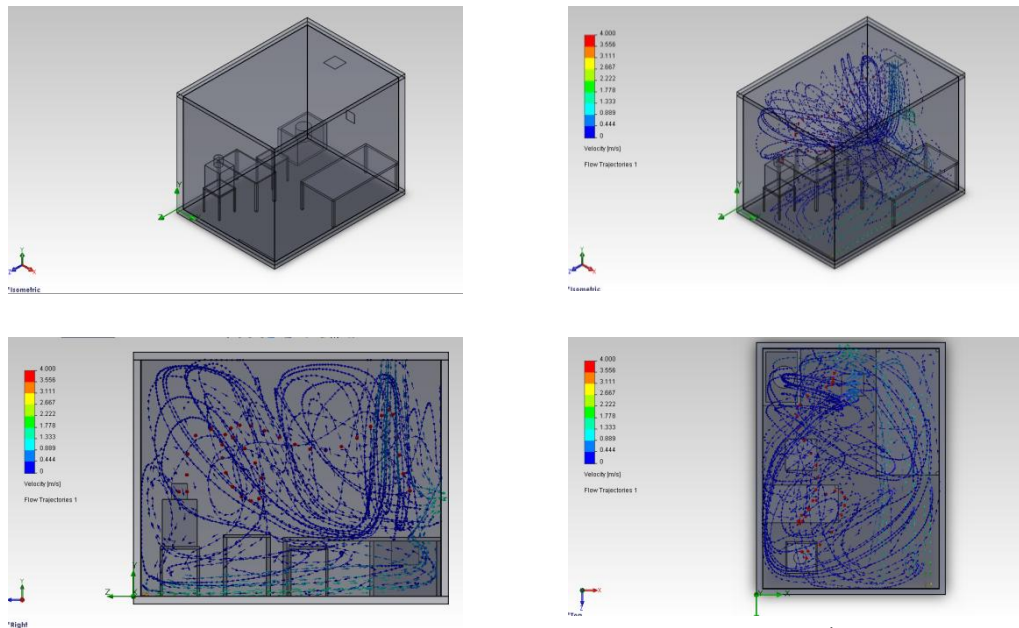 Y
Z
Y
Z
X
*Isometric
4.000
3.556
3.111
2.667
2.222
1.778
1.333
0.889
0.444
0
Velocity [m/s]
Flow Trajectories 1
Y
Z
Y
Z
X
*Isometric
4.000
3.556
3.111
2.667
2.222
1.778
1.333
0.889
0.444
0
Velocity [m/s]
Flow Trajectories 1
Y
Z
X
Y
*Right
4.000
3.556
3.111
2.667
2.222
1.778
1.333
0.889
0.444
0
Velocity [m/s]
Flow Trajectories 1
Y
X
X
Z
*Top